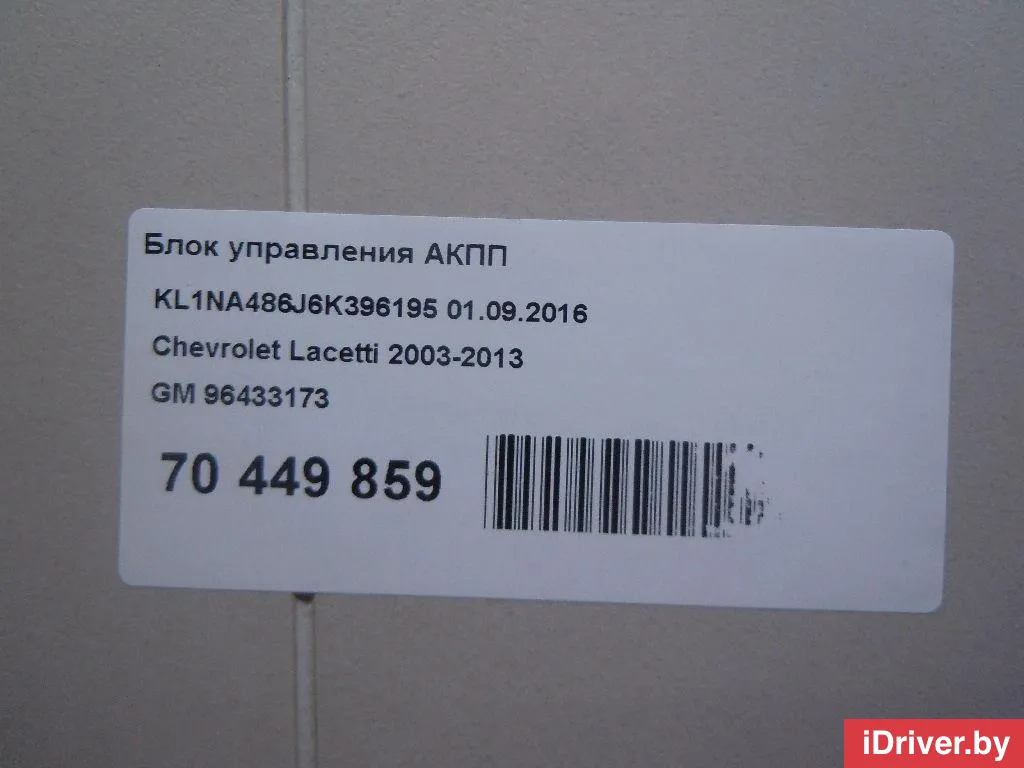 Блок управления АКПП
KL1NA486J6K396195 01.09.2016
Chevrolet Lacetti 2003-2013
GM 96433173
70 449 859
iDriver.by